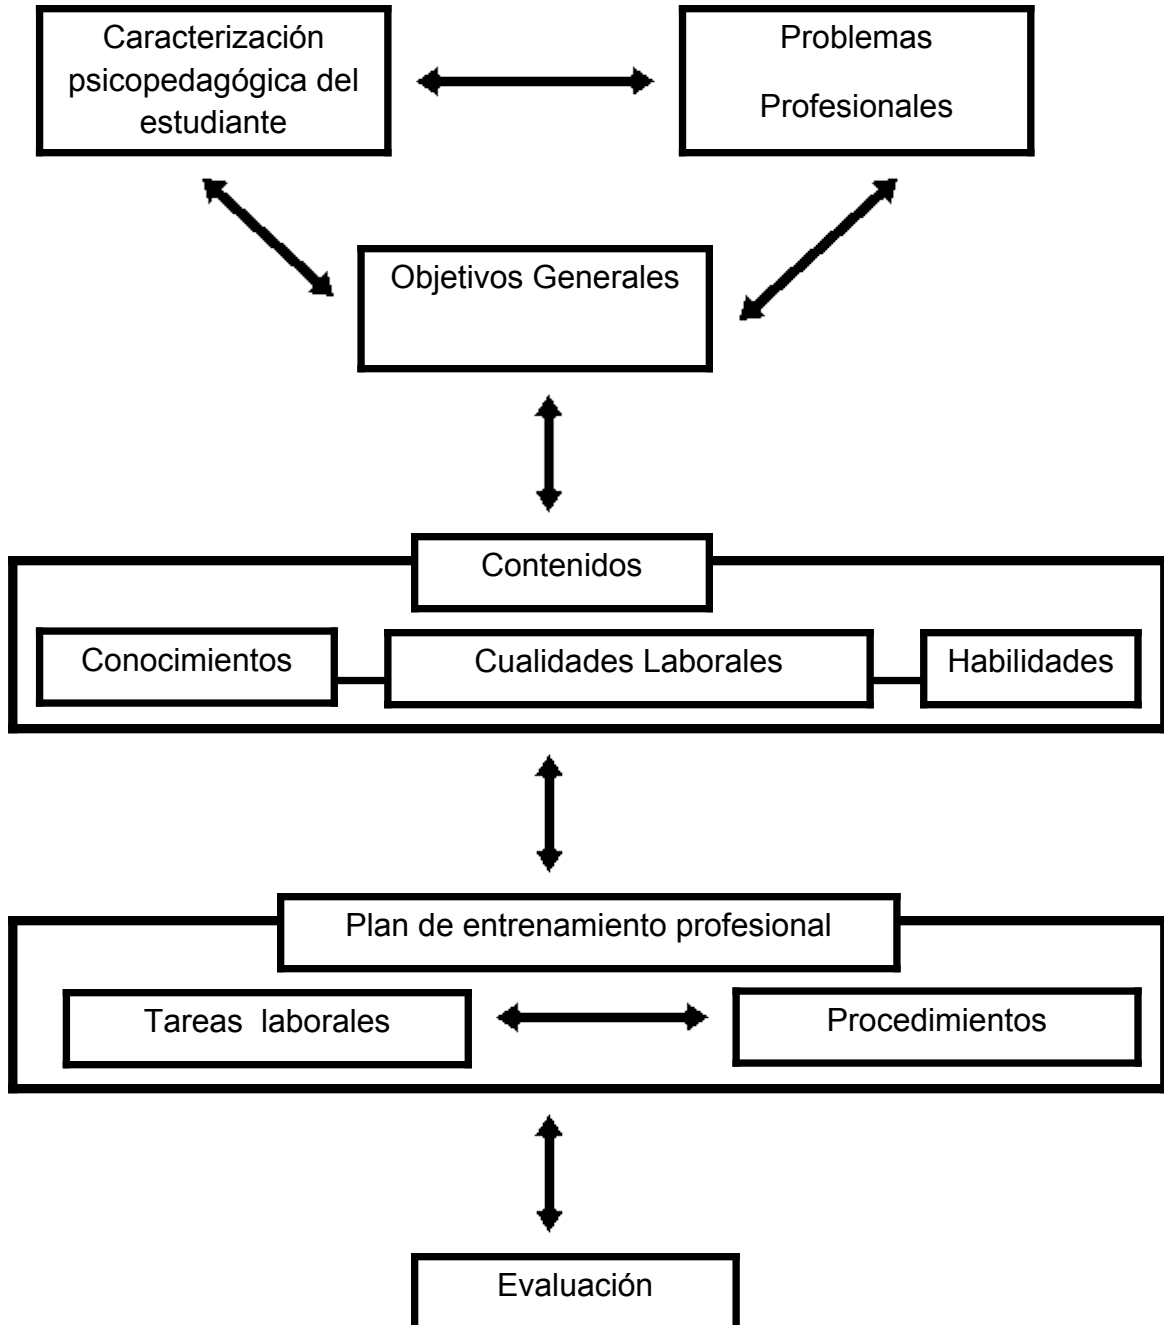 Caracterización
psicopedagógica del
estudiante
Problemas
Profesionales
Objetivos Generales
Contenidos
Conocimientos
Cualidades Laborales
Habilidades
Plan de entrenamiento profesional
Tareas  laborales
Procedimientos
Evaluación